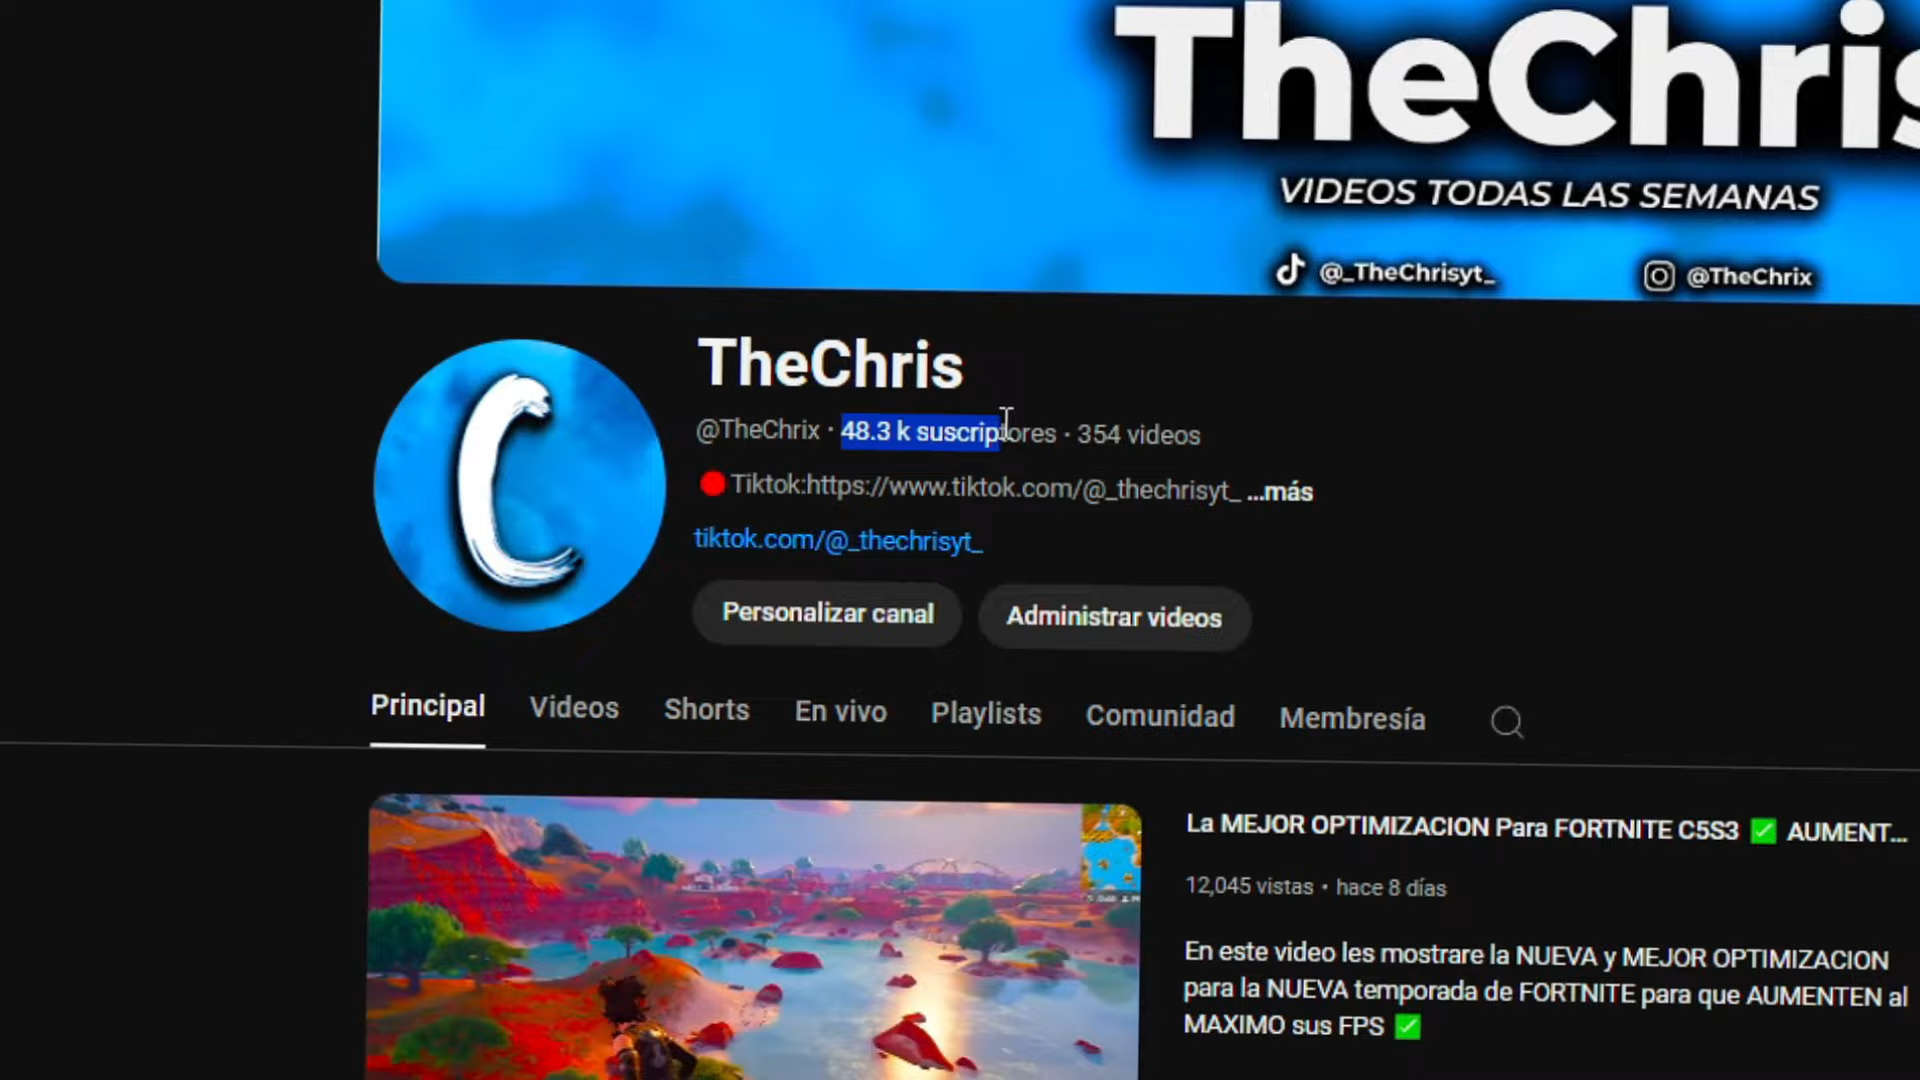 TheChris
VIDEOS TODAS LAS SEMANAS
@_TheChrisyt_ @TheChrix
C
TheChris
@TheChrix · 48.3 k suscriptores · 354 videos
🔴Tiktok:https://www.tiktok.com/@_thechrisyt_ ...más
tiktok.com/@_thechrisyt_
Personalizar canal Administrar videos
Principal Videos Shorts En vivo Playlists Comunidad Membresía
La MEJOR OPTIMIZACION Para FORTNITE C5S3 ✅ AUMENT...
12,045 vistas • hace 8 días
En este video les mostrare la NUEVA y MEJOR OPTIMIZACION
para la NUEVA temporada de FORTNITE para que AUMENTEN al
MAXIMO sus FPS ✅